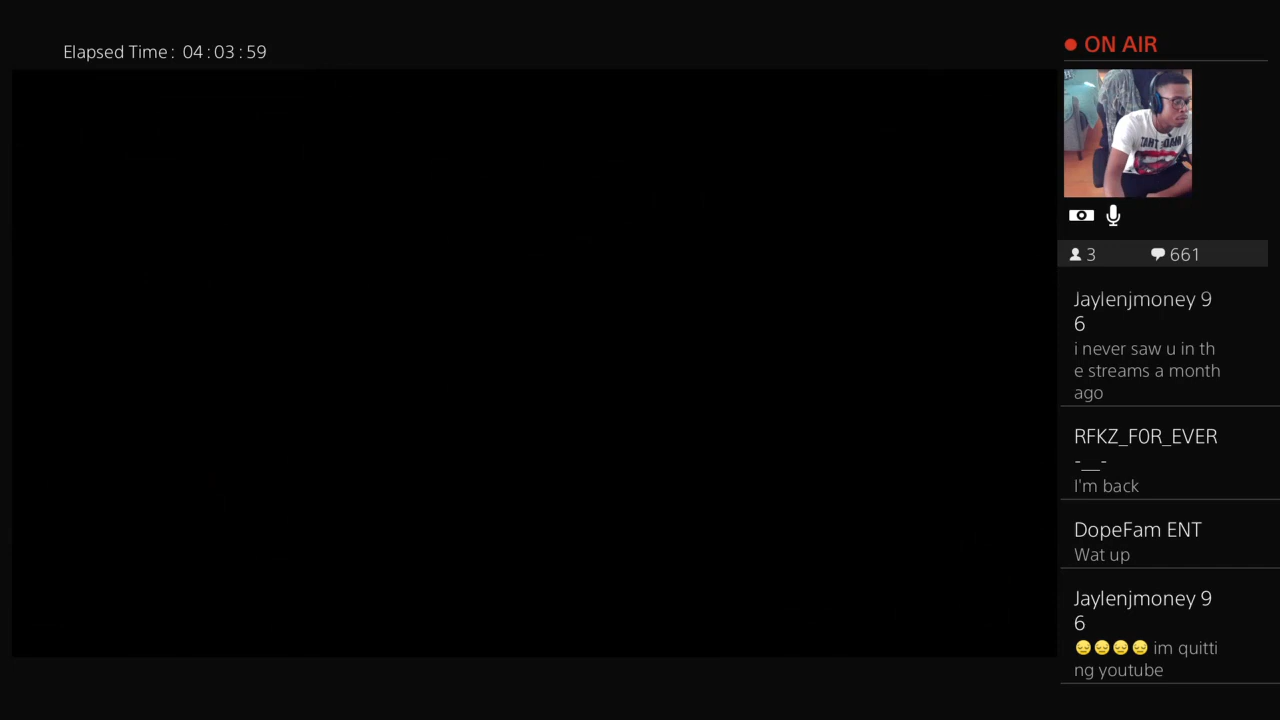 Elapsed Time: 04:03:59
ON AIR
3
661
Jaylenjmoney 9
6
i never saw u in th
e streams a month
ago
RFKZ_F0R_EVER
-__-
I'm back
DopeFam ENT
Wat up
Jaylenjmoney 9
6
😔😔😔😔 im quitti
ng youtube